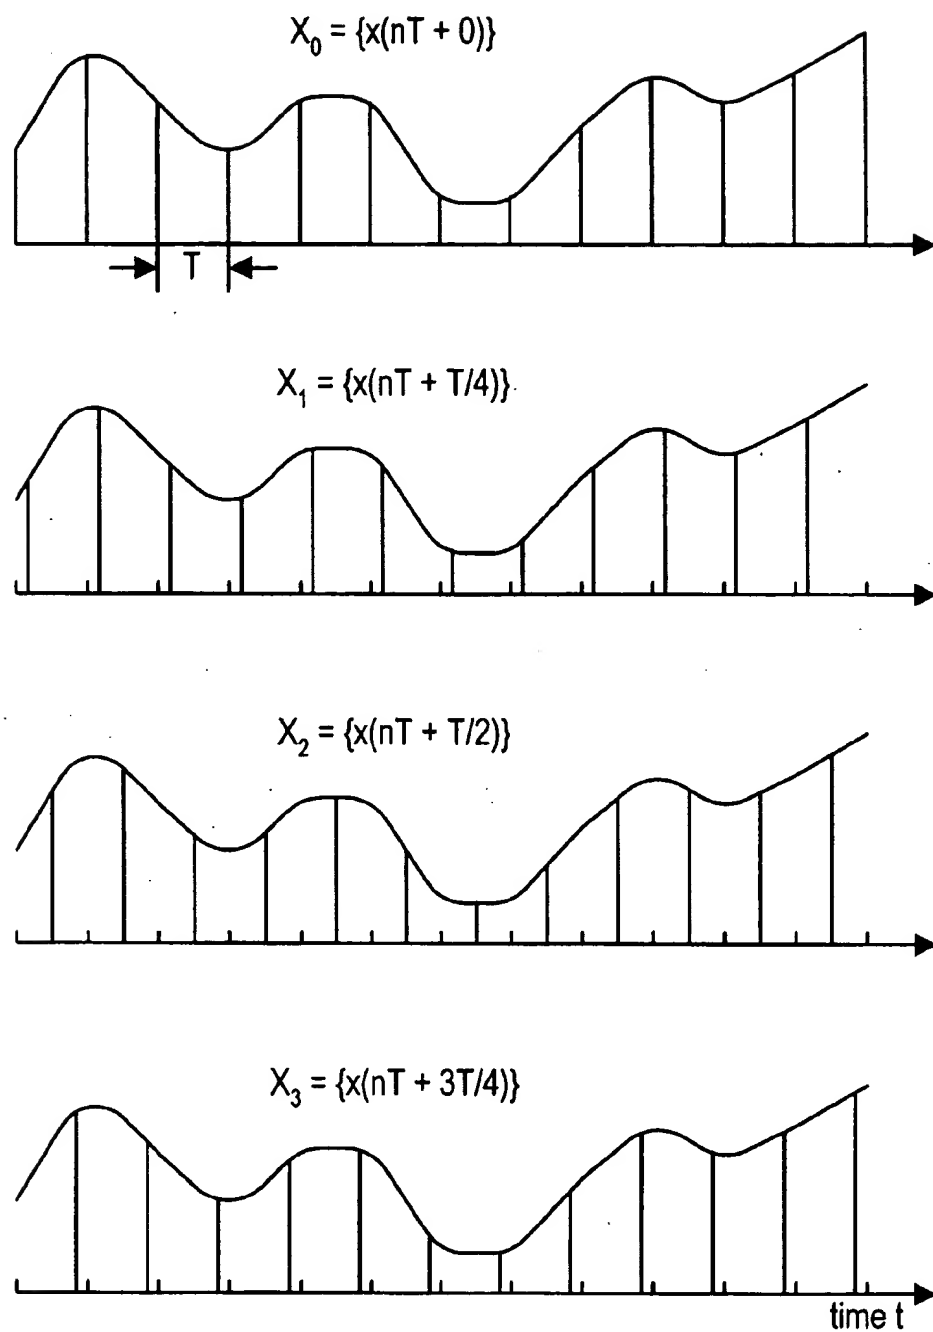 X₀ = {x(nT + 0)}
T
X₁ = {x(nT + T/4)}
X₂ = {x(nT + T/2)}
X₃ = {x(nT + 3T/4)}
time t